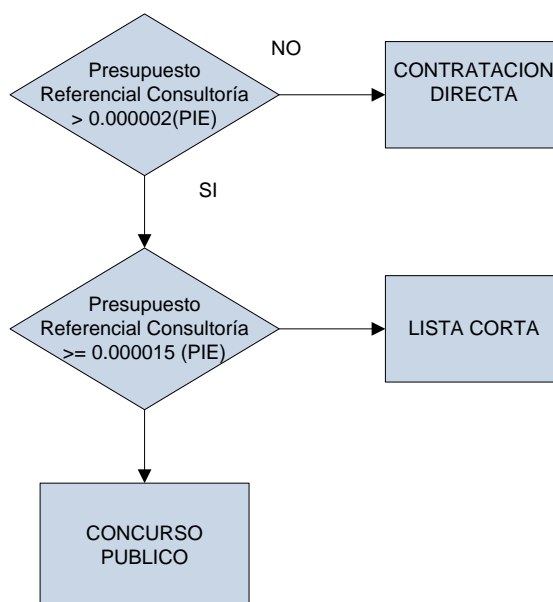 Presupuesto
Referencial Consultoría
> 0.000002(PIE)
NO
CONTRATACION
DIRECTA
SI
Presupuesto
Referencial Consultoría
>= 0.000015 (PIE)
LISTA CORTA
CONCURSO
PUBLICO